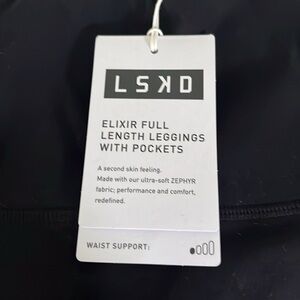 LSKD
ELIXIR FULL
LENGTH LEGGINGS
WITH POCKETS
A second skin feeling.
Made with our ultra-soft ZEPHYR
fabric; performance and comfort,
redefined.
WAIST SUPPORT: